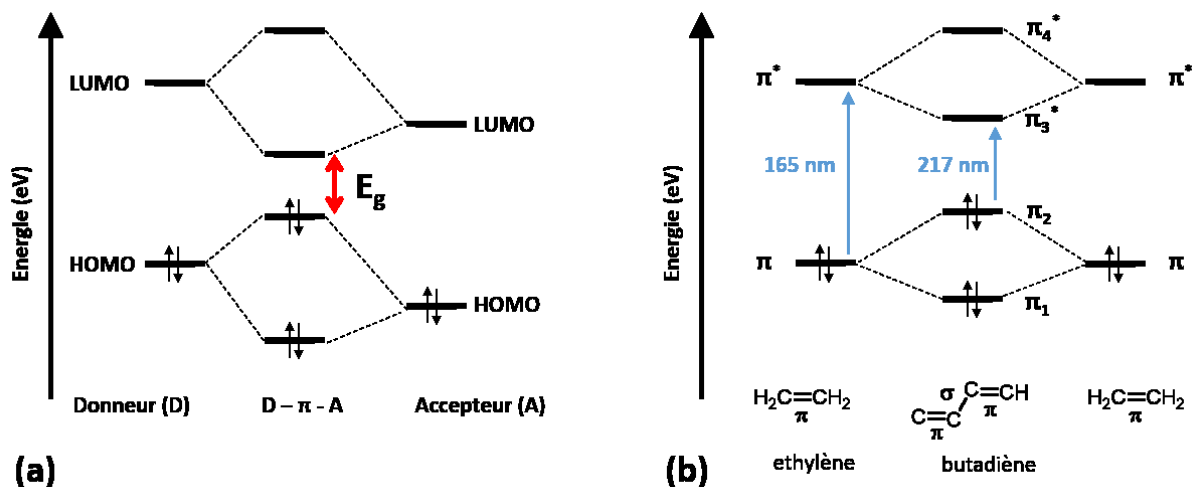 Energie (eV)
LUMO
LUMO
E_g
HOMO
HOMO
Donneur (D)
D – π - A
Accepteur (A)
(a)
Energie (eV)
π4*
π*
π*
π3*
165 nm
217 nm
π2
π
π
π1
H2C=CH2
π
σ
C=CH
π
C=C
π
H2C=CH2
π
ethylène
butadiène
(b)